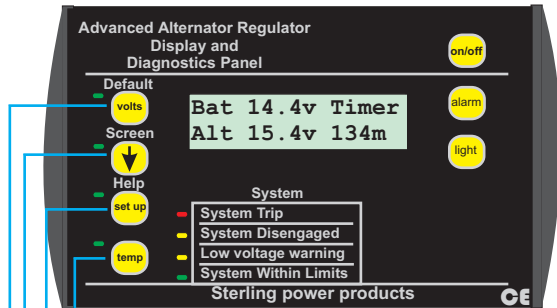 Advanced Alternator Regulator
Display and
Diagnostics Panel
on/off
Default
volts
alarm
Bat 14.4v Timer
Alt 15.4v 134m
Screen
light
Help
set up
System
System Trip
System Disengaged
Low voltage warning
System Within Limits
temp
Sterling power products
CE